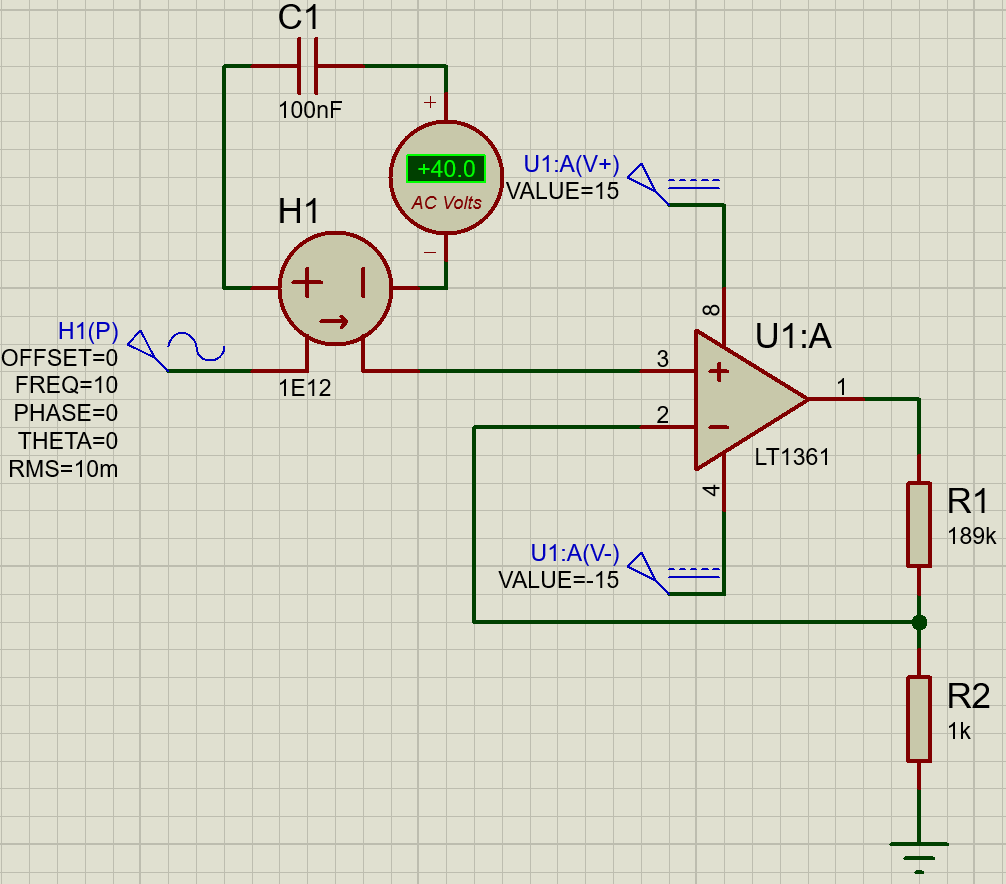 C1
100nF
+
+40.0
AC Volts
−
H1
1E12
H1(P)
OFFSET=0
FREQ=10
PHASE=0
THETA=0
RMS=10m
U1:A(V+)
VALUE=15
8
U1:A
3
2
1
LT1361
4
U1:A(V-)
VALUE=-15
R1
189k
R2
1k